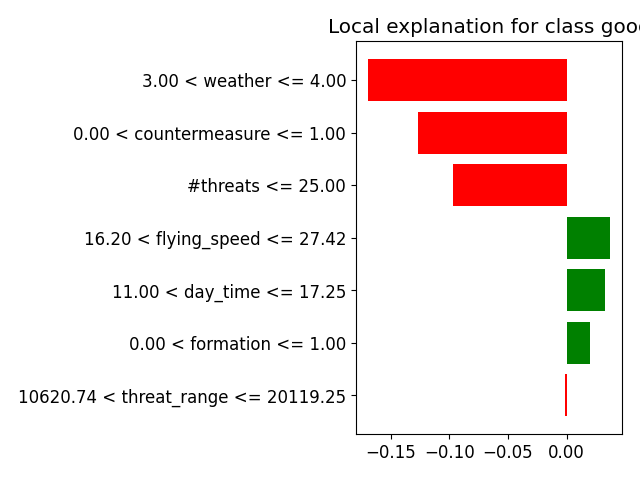 Local explanation for class good
3.00 < weather <= 4.00
0.00 < countermeasure <= 1.00
#threats <= 25.00
16.20 < flying_speed <= 27.42
11.00 < day_time <= 17.25
0.00 < formation <= 1.00
10620.74 < threat_range <= 20119.25
−0.15 −0.10 −0.05 0.00